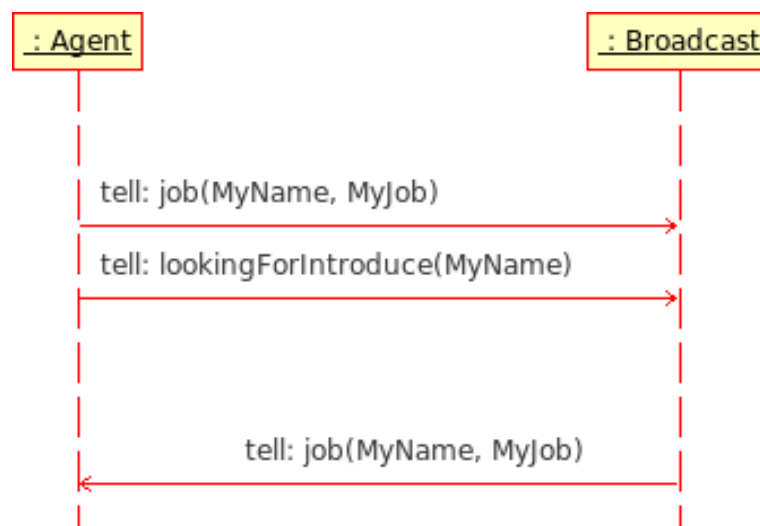 : Agent
: Broadcast
tell: job(MyName, MyJob)
tell: lookingForIntroduce(MyName)
tell: job(MyName, MyJob)